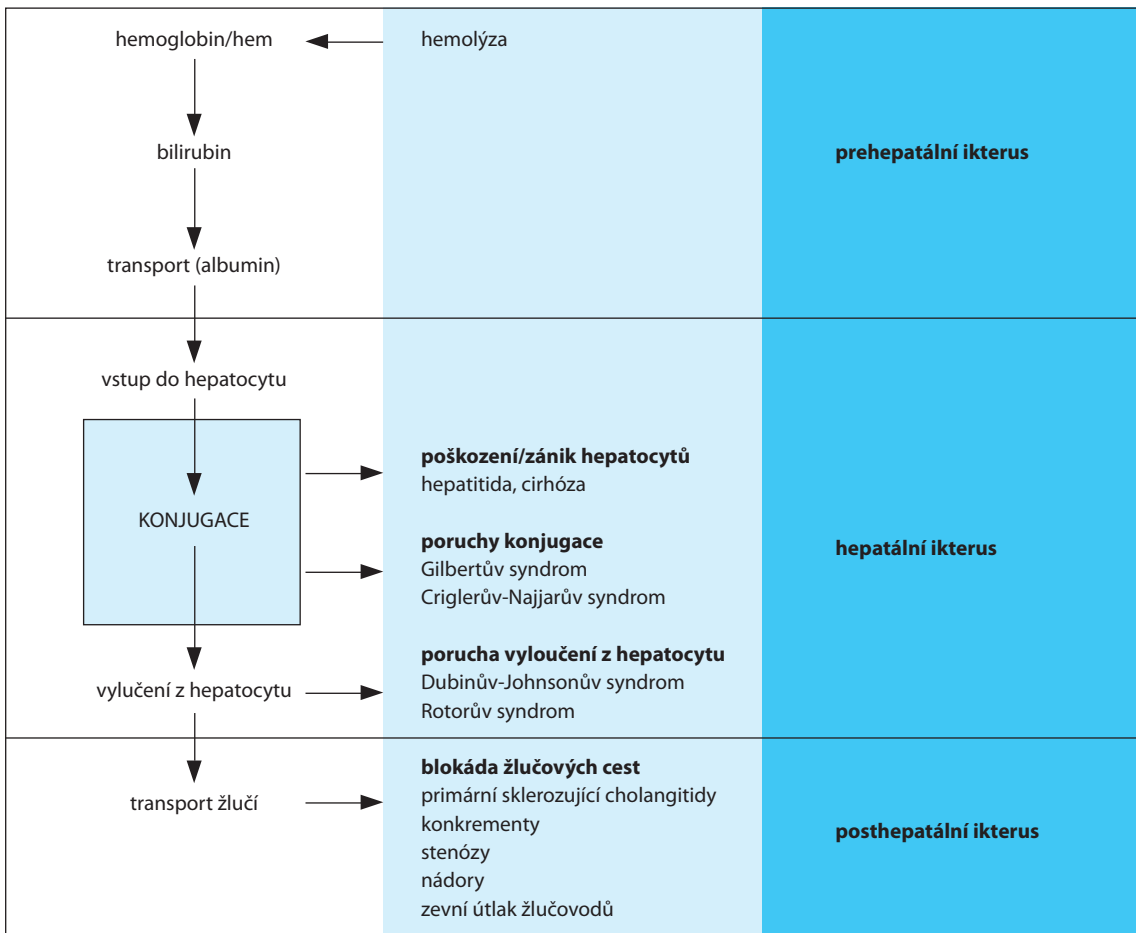 hemoglobin/hem
hemolýza
bilirubin
prehepatální ikterus
transport (albumin)
vstup do hepatocytu
KONJUGACE
poškození/zánik hepatocytů
hepatitida, cirhóza
poruchy konjugace
Gilbertův syndrom
Criglerův-Najjarův syndrom
hepatální ikterus
vylučení z hepatocytu
porucha vyloučení z hepatocytu
Dubinův-Johnsonův syndrom
Rotorův syndrom
transport žlučí
blokáda žlučových cest
primární sklerozující cholangitidy
konkrementy
stenózy
nádory
zevní útlak žlučovodů
posthepatální ikterus